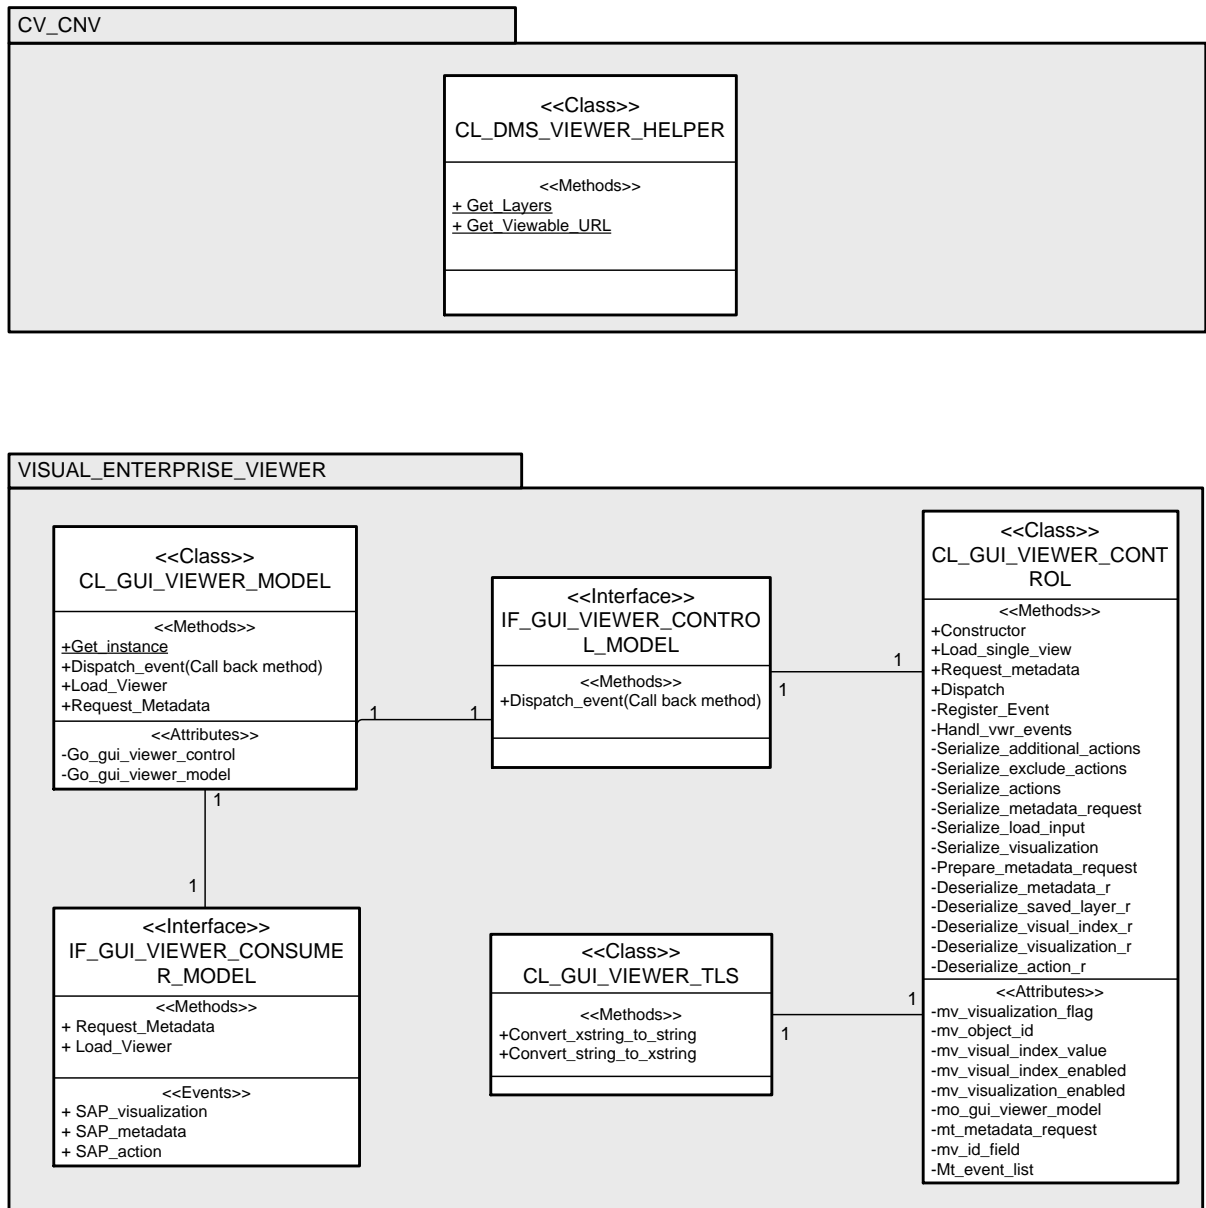 CV_CNV
<<Class>>
CL_DMS_VIEWER_HELPER
<<Methods>>
+ Get_Layers
+ Get_Viewable_URL
VISUAL_ENTERPRISE_VIEWER
<<Class>>
CL_GUI_VIEWER_MODEL
<<Methods>>
+Get_instance
+Dispatch_event(Call back method)
+Load_Viewer
+Request_Metadata
<<Attributes>>
-Go_gui_viewer_control
-Go_gui_viewer_model
1
1
1
1
<<Interface>>
IF_GUI_VIEWER_CONTRO
L_MODEL
<<Methods>>
+Dispatch_event(Call back method)
1
1
<<Class>>
CL_GUI_VIEWER_CONT
ROL
<<Methods>>
+Constructor
+Load_single_view
+Request_metadata
+Dispatch
-Register_Event
-Handl_vwr_events
-Serialize_additional_actions
-Serialize_exclude_actions
-Serialize_actions
-Serialize_metadata_request
-Serialize_load_input
-Serialize_visualization
-Prepare_metadata_request
-Deserialize_metadata_r
-Deserialize_saved_layer_r
-Deserialize_visual_index_r
-Deserialize_visualization_r
-Deserialize_action_r
<<Attributes>>
-mv_visualization_flag
-mv_object_id
-mv_visual_index_value
-mv_visual_index_enabled
-mv_visualization_enabled
-mo_gui_viewer_model
-mt_metadata_request
-mv_id_field
-Mt_event_list
<<Interface>>
IF_GUI_VIEWER_CONSUME
R_MODEL
<<Methods>>
+ Request_Metadata
+ Load_Viewer
<<Events>>
+ SAP_visualization
+ SAP_metadata
+ SAP_action
<<Class>>
CL_GUI_VIEWER_TLS
<<Methods>>
+Convert_xstring_to_string
+Convert_string_to_xstring
1
1